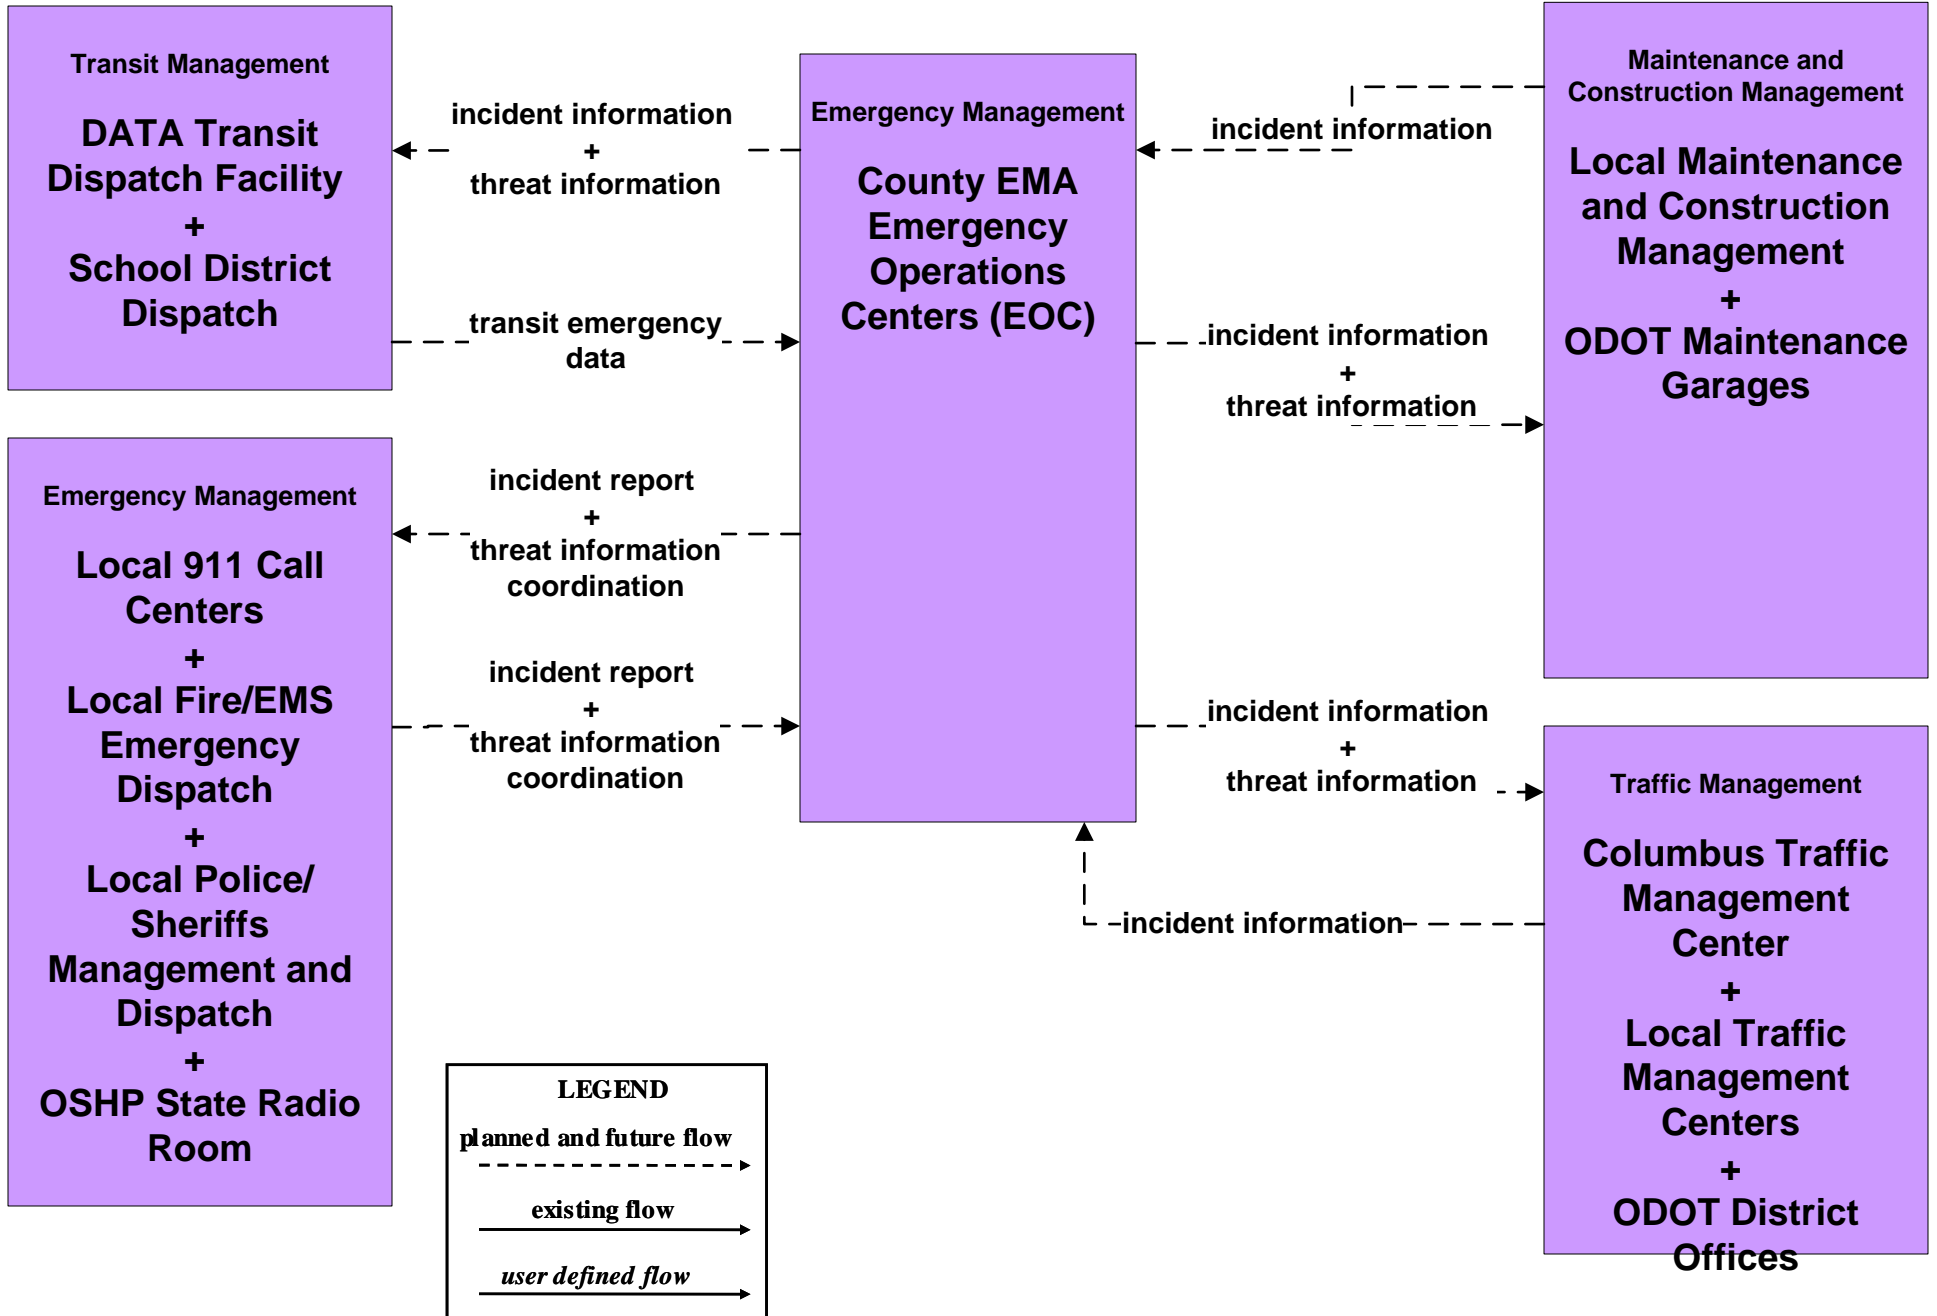 Transit Management
DATA Transit
Dispatch Facility
+
School District
Dispatch
incident information
+
threat information
transit emergency
data
Emergency Management
County EMA
Emergency
Operations
Centers (EOC)
incident information
incident information
+
threat information
Maintenance and
Construction Management
Local Maintenance
and Construction
Management
+
ODOT Maintenance
Garages
Emergency Management
Local 911 Call
Centers
+
Local Fire/EMS
Emergency
Dispatch
+
Local Police/
Sheriffs
Management and
Dispatch
+
OSHP State Radio
Room
incident report
+
threat information
coordination
incident report
+
threat information
coordination
incident information
+
threat information
incident information
Traffic Management
Columbus Traffic
Management
Center
+
Local Traffic
Management
Centers
+
ODOT District
Offices
LEGEND
planned and future flow
existing flow
user defined flow